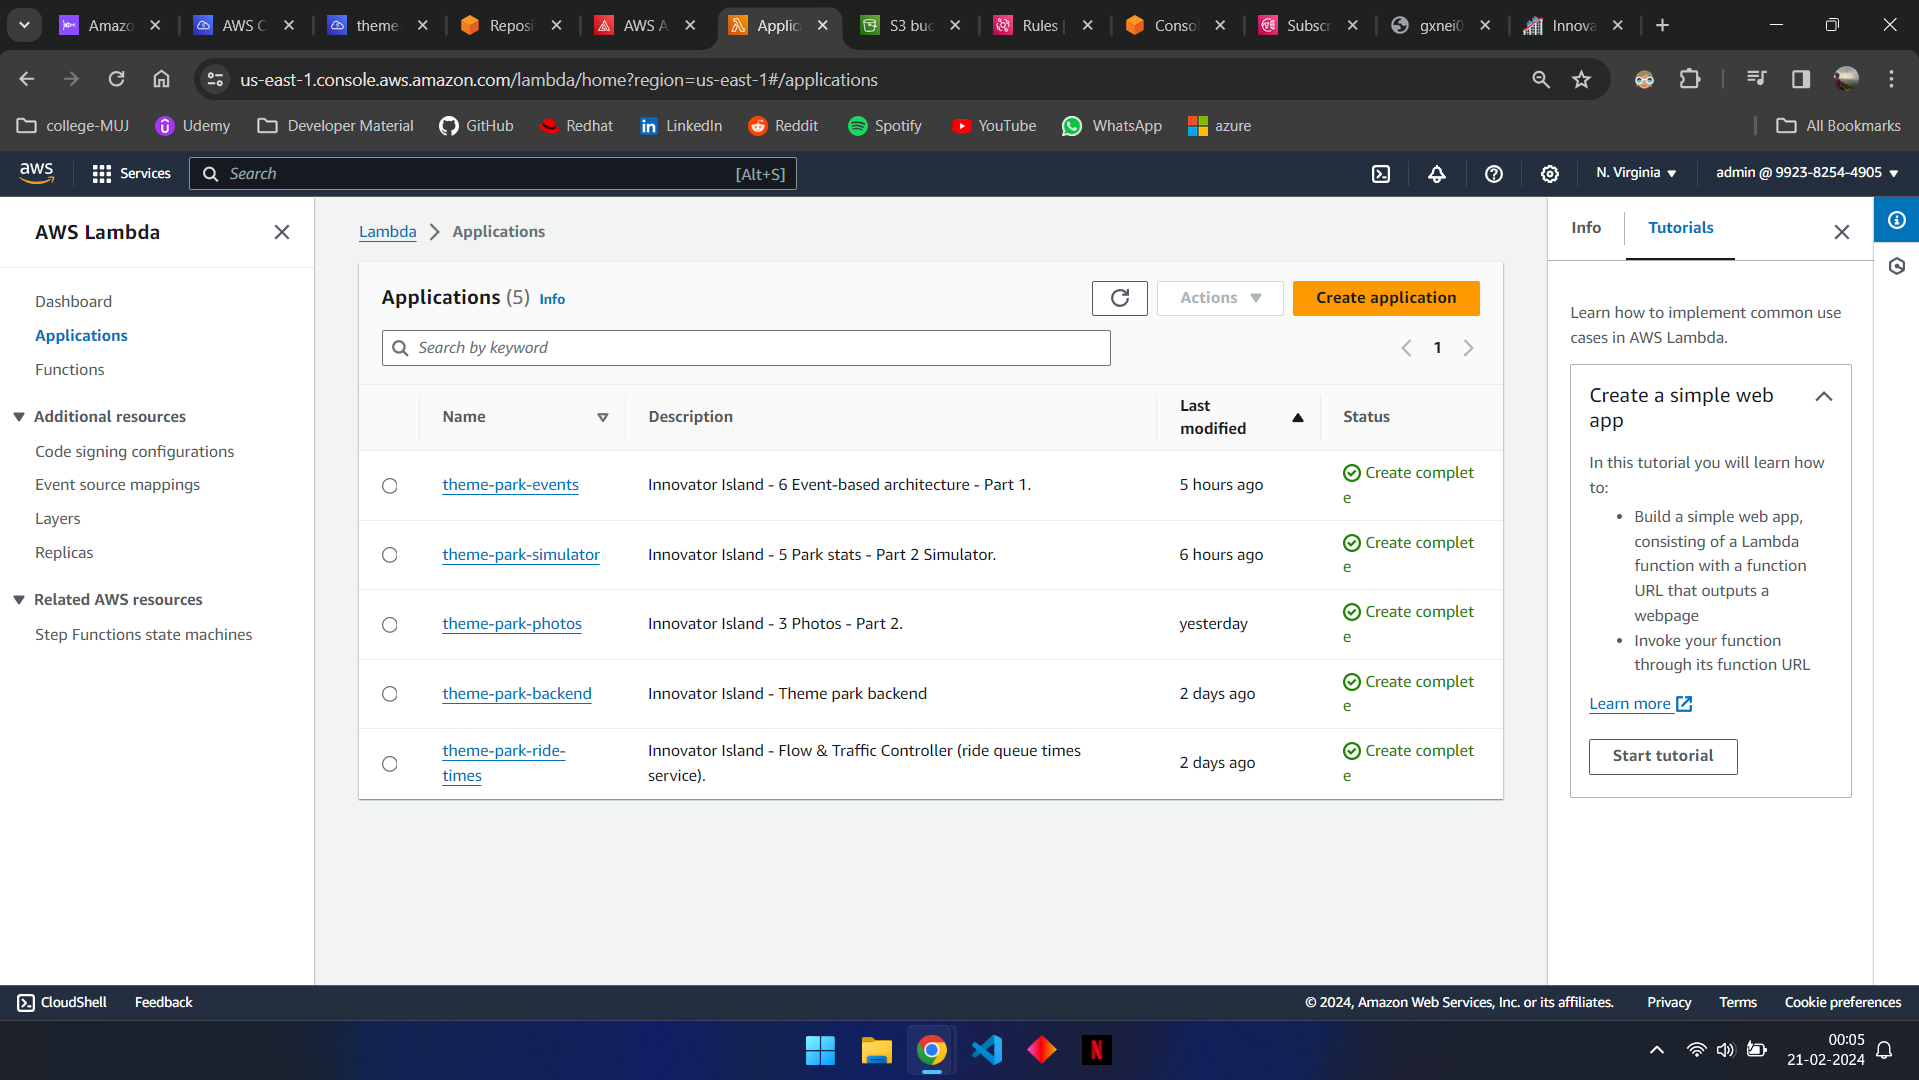 Amazo
AWS C
theme-
Reposi
AWS A
Applica
S3 buc
Rules |
Consol
Subscr
gxnei0
Innova
us-east-1.console.aws.amazon.com/lambda/home?region=us-east-1#/applications
college-MUJ
Udemy
Developer Material
GitHub
Redhat
LinkedIn
Reddit
Spotify
YouTube
WhatsApp
azure
All Bookmarks
aws
Services
Search
[Alt+S]
N. Virginia
admin @ 9923-8254-4905
AWS Lambda
Dashboard
Applications
Functions
Additional resources
Code signing configurations
Event source mappings
Layers
Replicas
Related AWS resources
Step Functions state machines
Lambda
Applications
Applications (5) Info
Actions
Create application
Search by keyword
1
Name
Description
Last
modified
Status
theme-park-events
Innovator Island - 6 Event-based architecture - Part 1.
5 hours ago
Create complet
e
theme-park-simulator
Innovator Island - 5 Park stats - Part 2 Simulator.
6 hours ago
Create complet
e
theme-park-photos
Innovator Island - 3 Photos - Part 2.
yesterday
Create complet
e
theme-park-backend
Innovator Island - Theme park backend
2 days ago
Create complet
e
theme-park-ride-
times
Innovator Island - Flow & Traffic Controller (ride queue times
service).
2 days ago
Create complet
e
Info
Tutorials
Learn how to implement common use
cases in AWS Lambda.
Create a simple web
app
In this tutorial you will learn how
to:
• Build a simple web app,
consisting of a Lambda
function with a function
URL that outputs a
webpage
• Invoke your function
through its function URL
Learn more
Start tutorial
CloudShell
Feedback
© 2024, Amazon Web Services, Inc. or its affiliates.
Privacy
Terms
Cookie preferences
N
00:05
21-02-2024